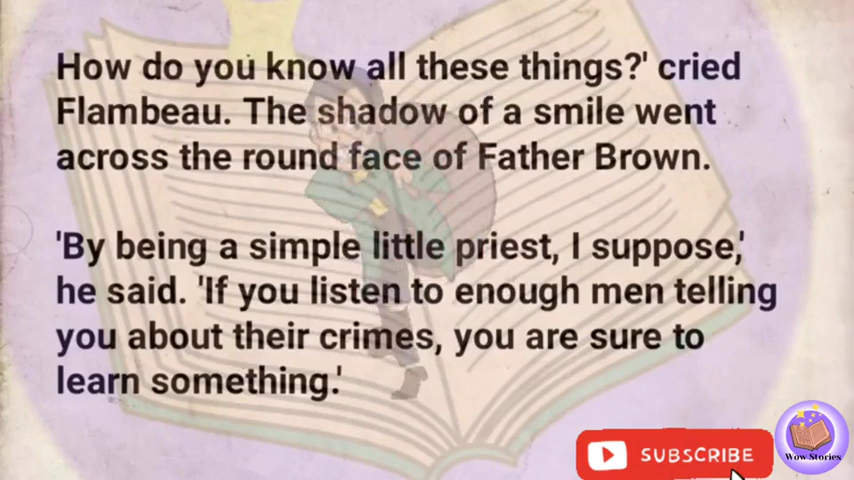 How do you know all these things?' cried
Flambeau. The shadow of a smile went
across the round face of Father Brown.
'By being a simple little priest, I suppose,'
he said. 'If you listen to enough men telling
you about their crimes, you are sure to
learn something.'
SUBSCRIBE
Wow Stories